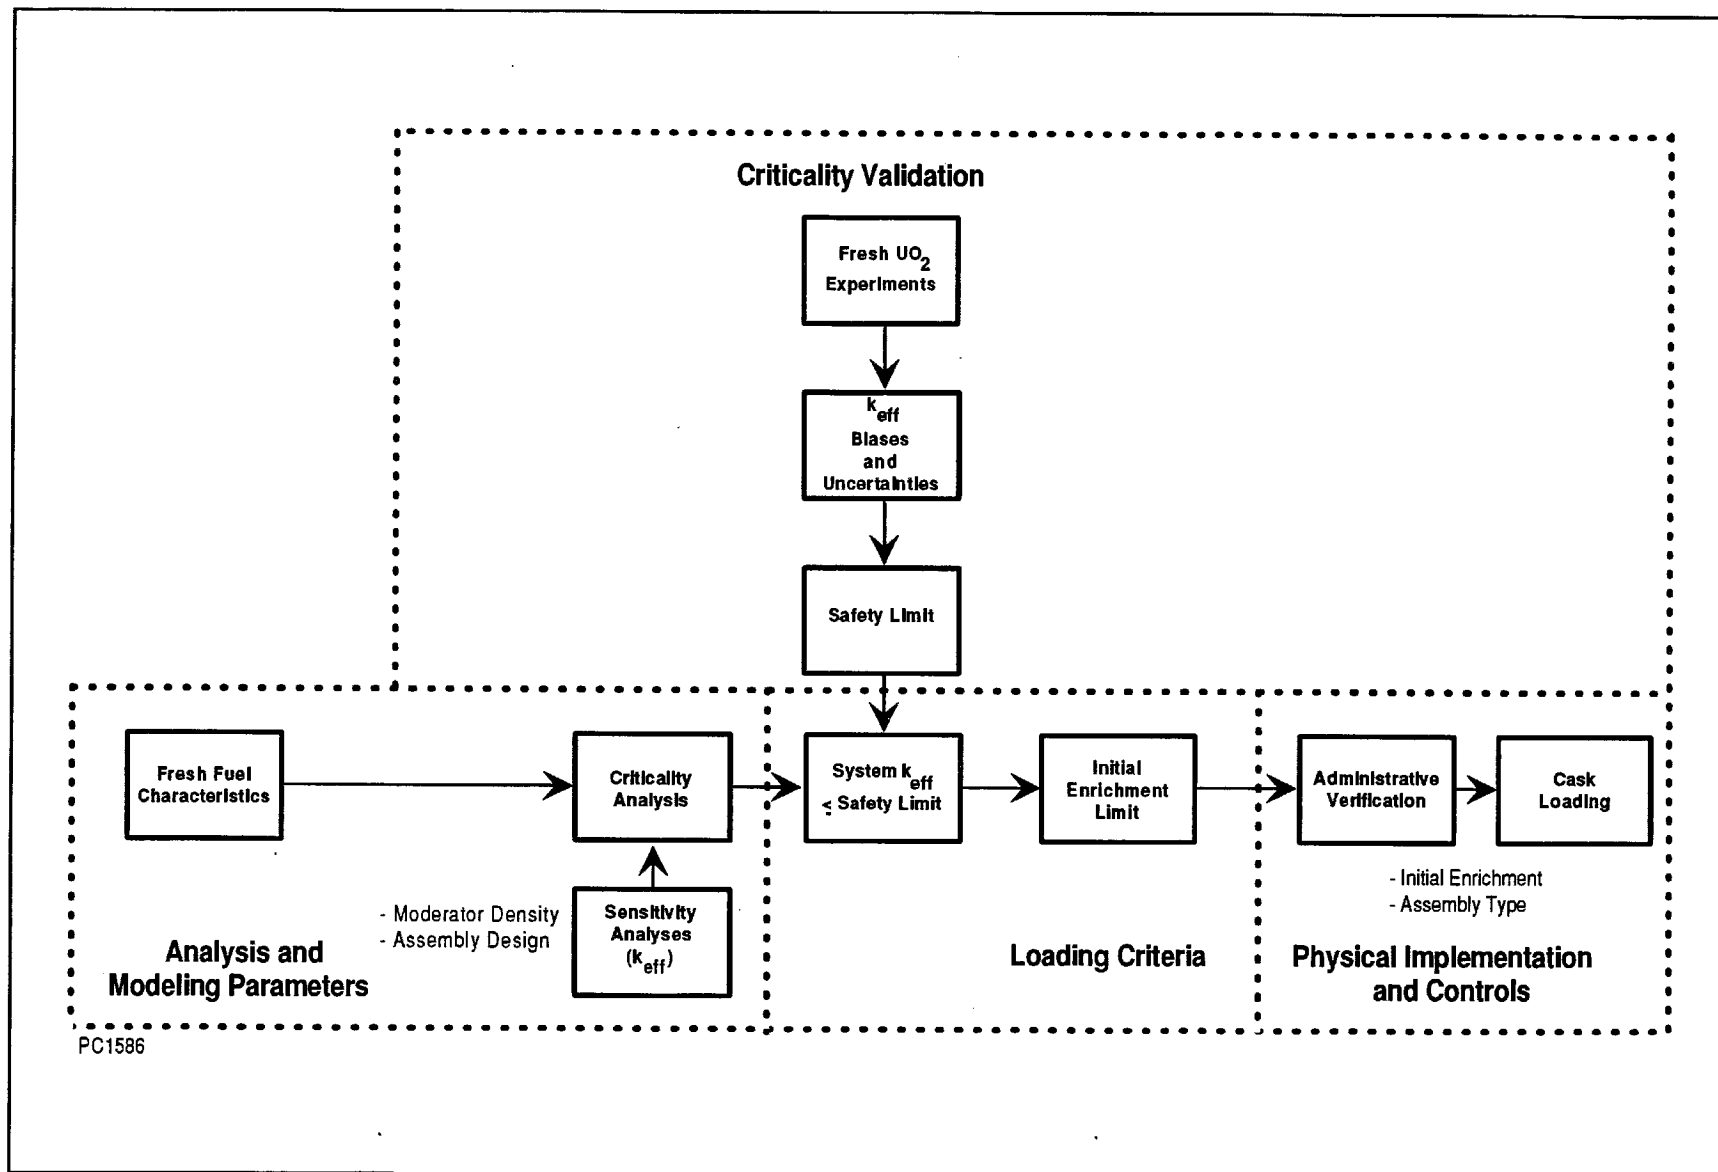 Criticality Validation
Fresh UO2
Experiments
keff
Biases
and
Uncertainties
Safety Limit
Fresh Fuel
Characteristics
Criticality
Analysis
System keff
≤ Safety Limit
Initial
Enrichment
Limit
Administrative
Verification
Cask
Loading
- Initial Enrichment
- Assembly Type
- Moderator Density
- Assembly Design
Sensitivity
Analyses
(keff)
Analysis and
Modeling Parameters
Loading Criteria
Physical Implementation
and Controls
PC1586